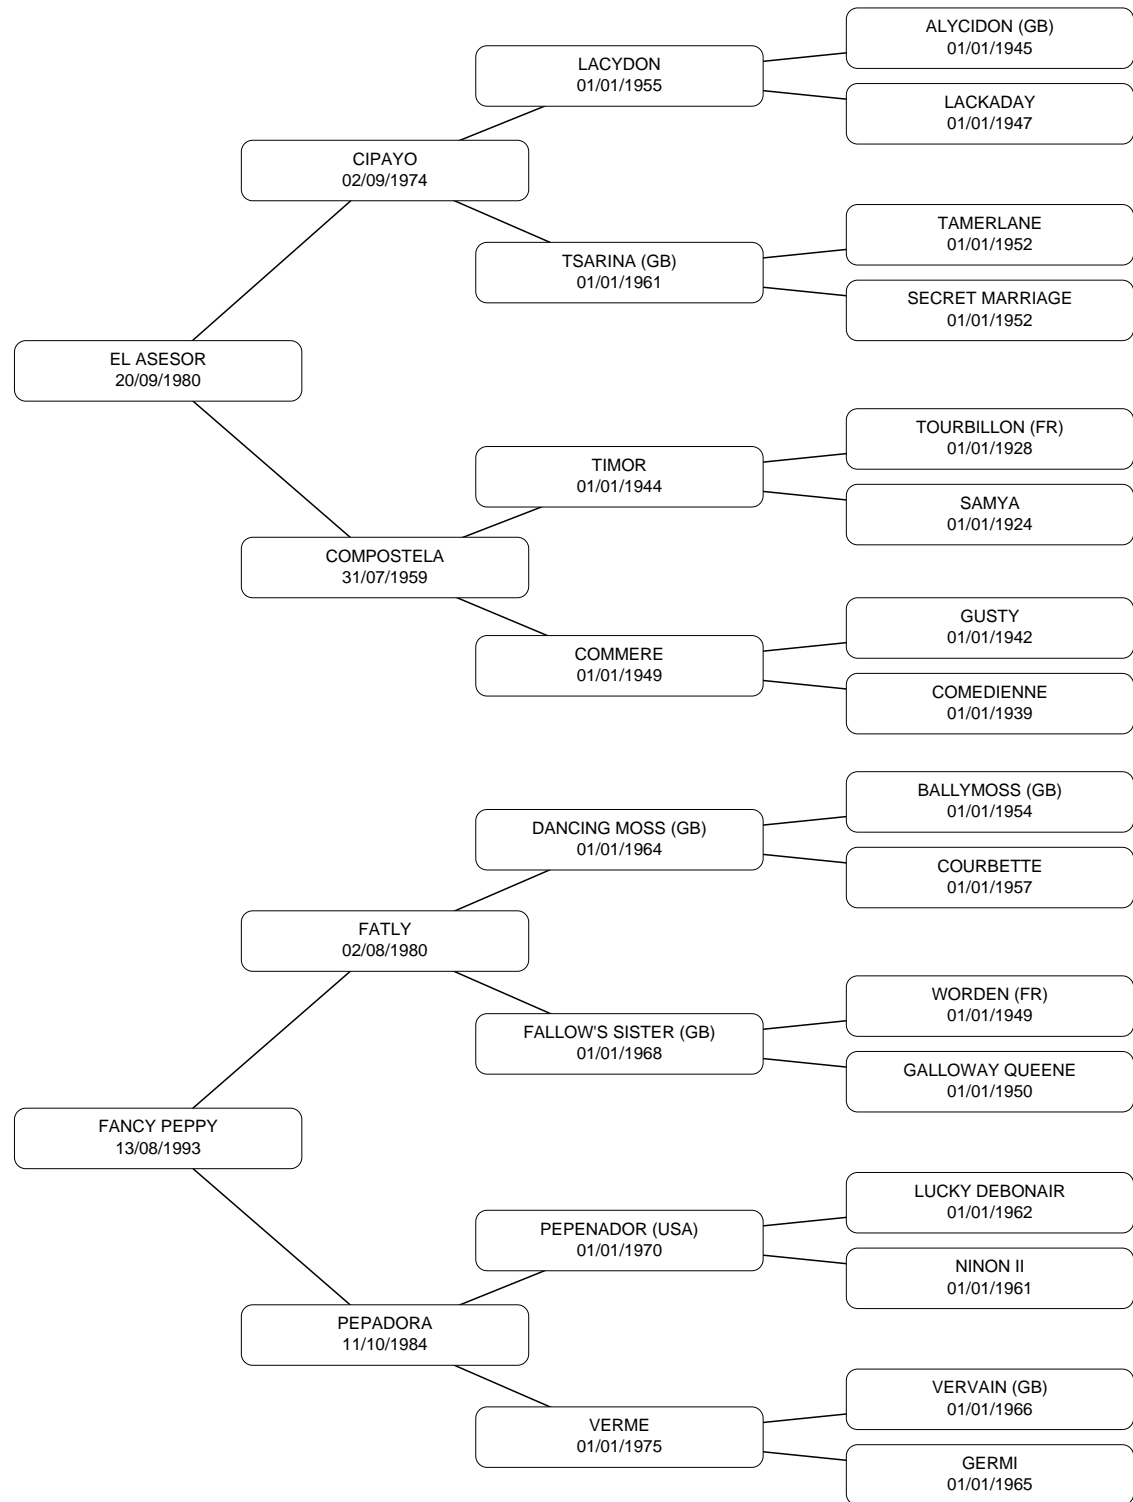 ALYCIDON (GB)
01/01/1945
LACYDON
01/01/1955
LACKADAY
01/01/1947
CIPAYO
02/09/1974
TAMERLANE
01/01/1952
TSARINA (GB)
01/01/1961
SECRET MARRIAGE
01/01/1952
EL ASESOR
20/09/1980
TOURBILLON (FR)
01/01/1928
TIMOR
01/01/1944
SAMYA
01/01/1924
COMPOSTELA
31/07/1959
GUSTY
01/01/1942
COMMERE
01/01/1949
COMEDIENNE
01/01/1939
BALLYMOSS (GB)
01/01/1954
DANCING MOSS (GB)
01/01/1964
COURBETTE
01/01/1957
FATLY
02/08/1980
WORDEN (FR)
01/01/1949
FALLOW'S SISTER (GB)
01/01/1968
GALLOWAY QUEENE
01/01/1950
FANCY PEPPY
13/08/1993
LUCKY DEBONAIR
01/01/1962
PEPENADOR (USA)
01/01/1970
NINON II
01/01/1961
PEPADORA
11/10/1984
VERVAIN (GB)
01/01/1966
VERME
01/01/1975
GERMI
01/01/1965